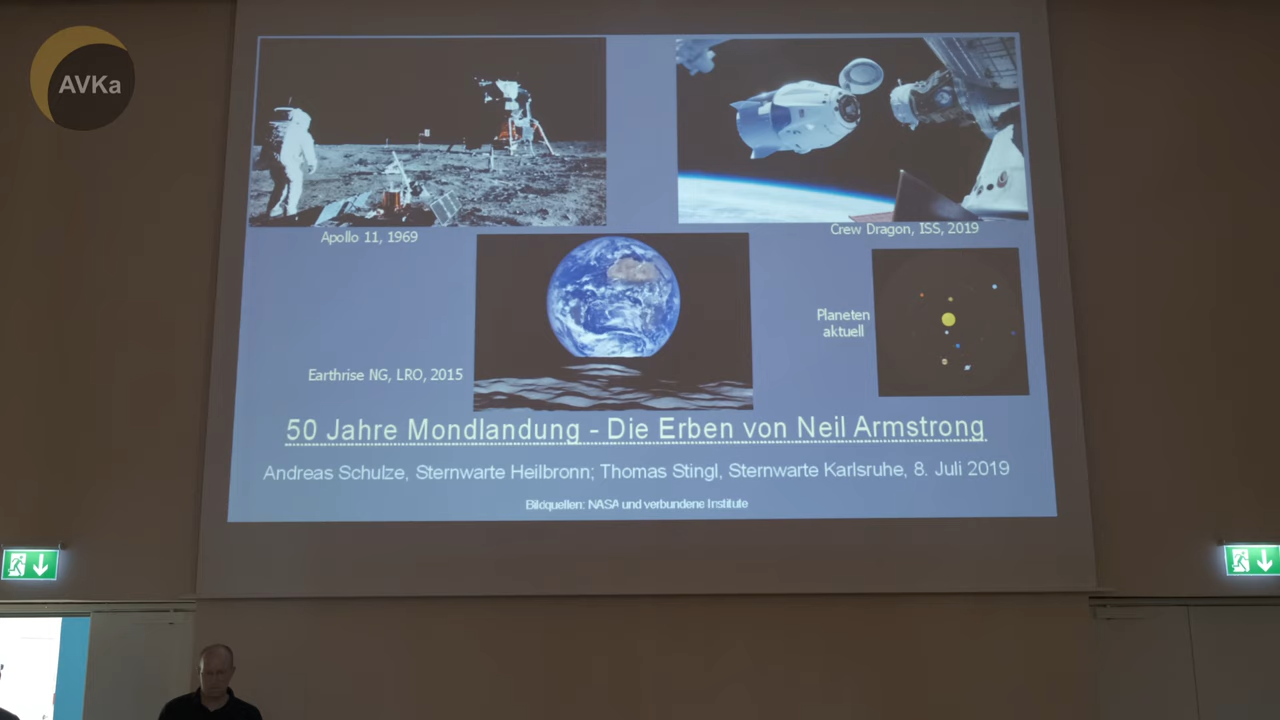 AVKa
Apollo 11, 1969
Crew Dragon, ISS, 2019
Planeten
aktuell
Earthrise NG, LRO, 2015
50 Jahre Mondlandung - Die Erben von Neil Armstrong
Andreas Schulze, Sternwarte Heilbronn; Thomas Stingl, Sternwarte Karlsruhe, 8. Juli 2019
Bildquellen: NASA und verbundene Institute